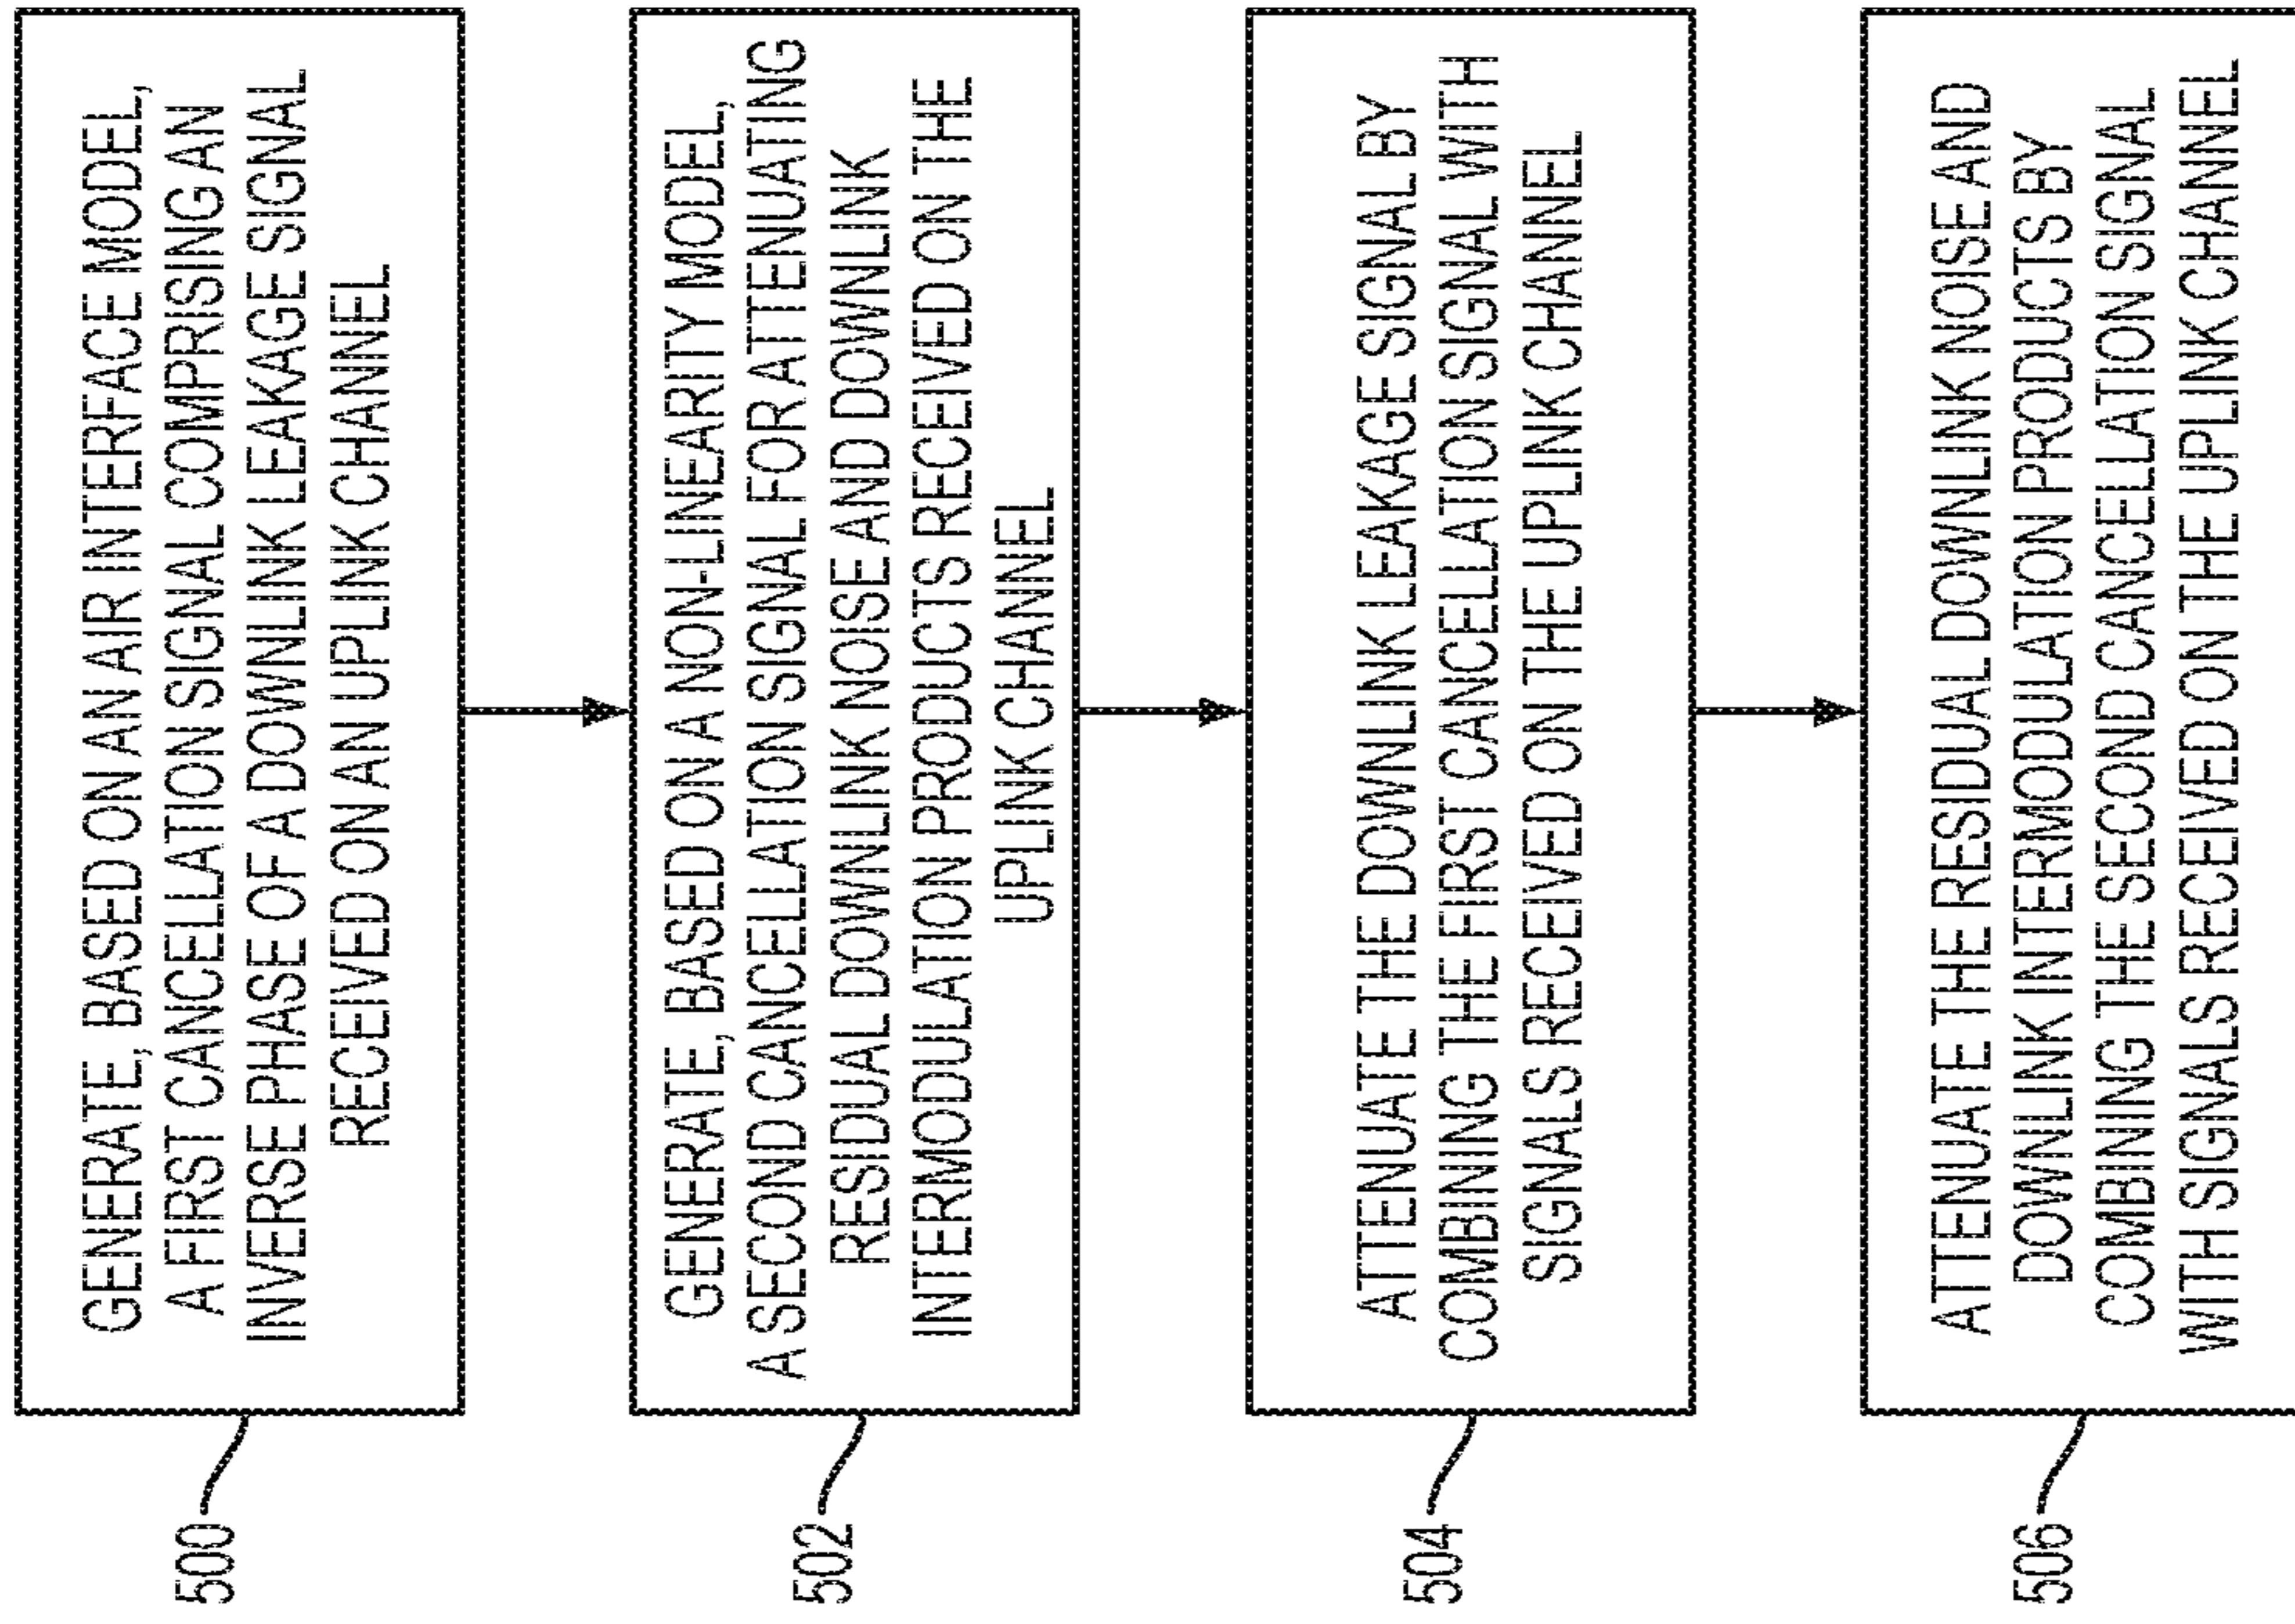 500
GENERATE, BASED ON AN AIR INTERFACE MODEL,
A FIRST CANCELLATION SIGNAL COMPRISING AN
INVERSE PHASE OF A DOWNLINK LEAKAGE SIGNAL
RECEIVED ON AN UPLINK CHANNEL
502
GENERATE, BASED ON A NON-LINEARITY MODEL,
A SECOND CANCELLATION SIGNAL FOR ATTENUATING
RESIDUAL DOWNLINK NOISE AND DOWNLINK
INTERMODULATION PRODUCTS RECEIVED ON THE
UPLINK CHANNEL
504
ATTENUATE THE DOWNLINK LEAKAGE SIGNAL BY
COMBINING THE FIRST CANCELLATION SIGNAL WITH
SIGNALS RECEIVED ON THE UPLINK CHANNEL
506
ATTENUATE THE RESIDUAL DOWNLINK NOISE AND
DOWNLINK INTERMODULATION PRODUCTS BY
COMBINING THE SECOND CANCELLATION SIGNAL
WITH SIGNALS RECEIVED ON THE UPLINK CHANNEL